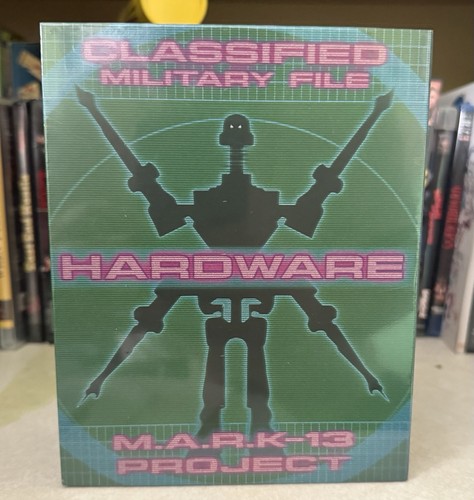 CLASSIFIED
MILITARY FILE
HARDWARE
M.A.R.K-13
PROJECT